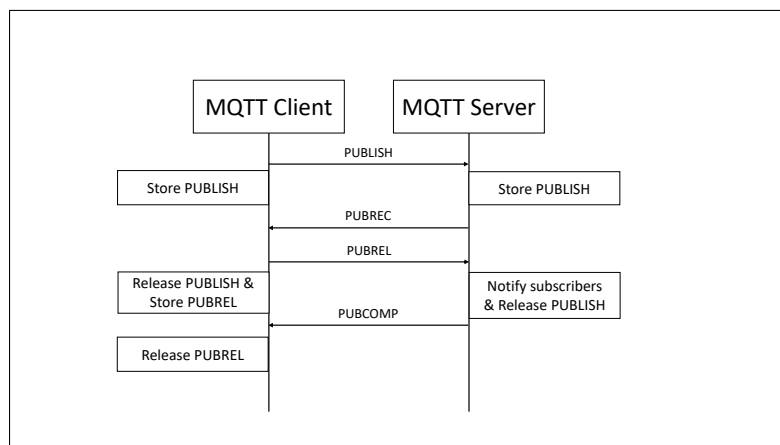 MQTT Client
MQTT Server
PUBLISH
Store PUBLISH
Store PUBLISH
PUBREC
PUBREL
Release PUBLISH &
Store PUBREL
Notify subscribers
& Release PUBLISH
PUBCOMP
Release PUBREL